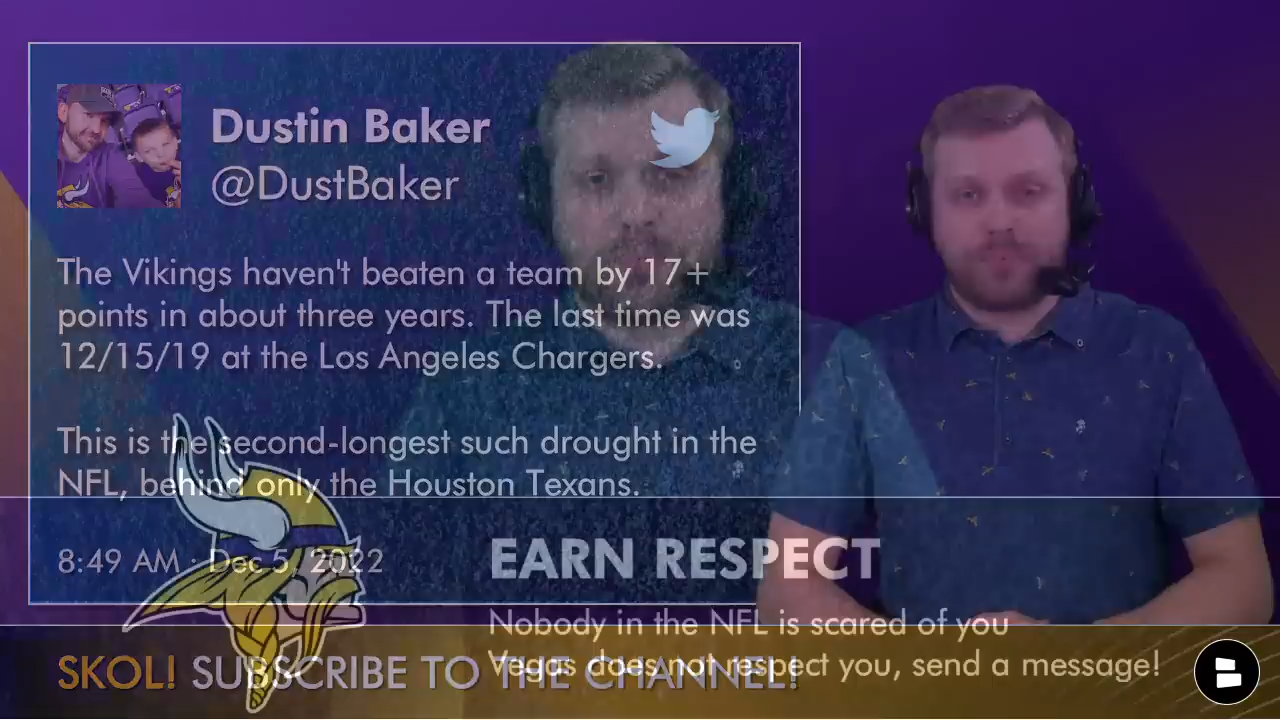 Dustin Baker
@DustBaker
The Vikings haven't beaten a team by 17+
points in about three years. The last time was
12/15/19 at the Los Angeles Chargers.
This is the second-longest such drought in the
NFL, behind only the Houston Texans.
8:49 AM · Dec 5, 2022
EARN RESPECT
Nobody in the NFL is scared of you
Vegas does not respect you, send a message!
SKOL! SUBSCRIBE TO THE CHANNEL!